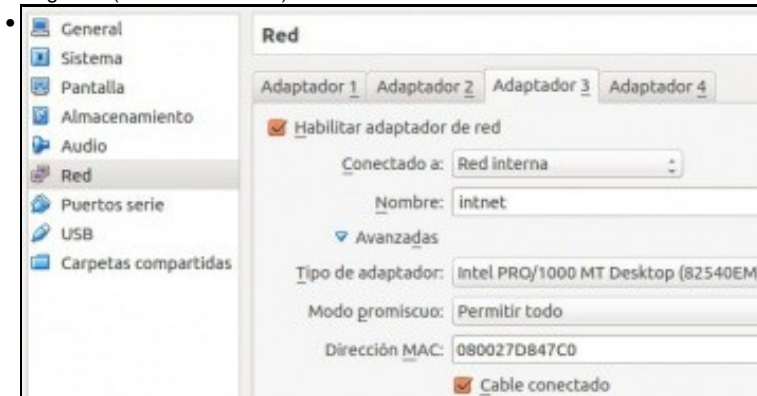 General
Sistema
Pantalla
Almacenamiento
Audio
Red
Puertos serie
USB
Carpetas compartidas
Red
Adaptador 1 Adaptador 2 Adaptador 3 Adaptador 4
Habilitar adaptador de red
Conectado a: Red interna
Nombre: intnet
Avanzadas
Tipo de adaptador: Intel PRO/1000 MT Desktop (82540EM
Modo promiscuo: Permitir todo
Dirección MAC: 080027D847C0
Cable conectado